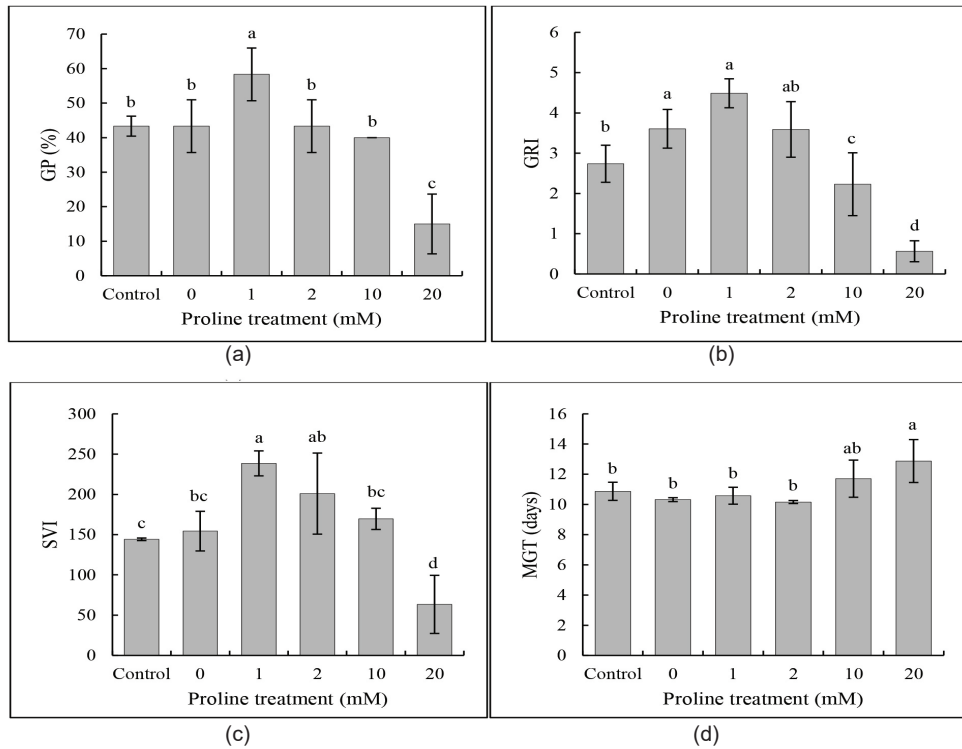 70
60
50
40
30
20
10
0
GP (%)
b
b
a
b
b
c
Control 0 1 2 10 20
Proline treatment (mM)
(a)
6
5
4
3
2
1
0
GRI
b
a
a
ab
c
d
Control 0 1 2 10 20
Proline treatment (mM)
(b)
300
250
200
150
100
50
0
SVI
c
bc
a
ab
bc
d
Control 0 1 2 10 20
Proline treatment (mM)
(c)
16
14
12
10
8
6
4
2
0
MGT (days)
b
b
b
b
ab
a
Control 0 1 2 10 20
Proline treatment (mM)
(d)